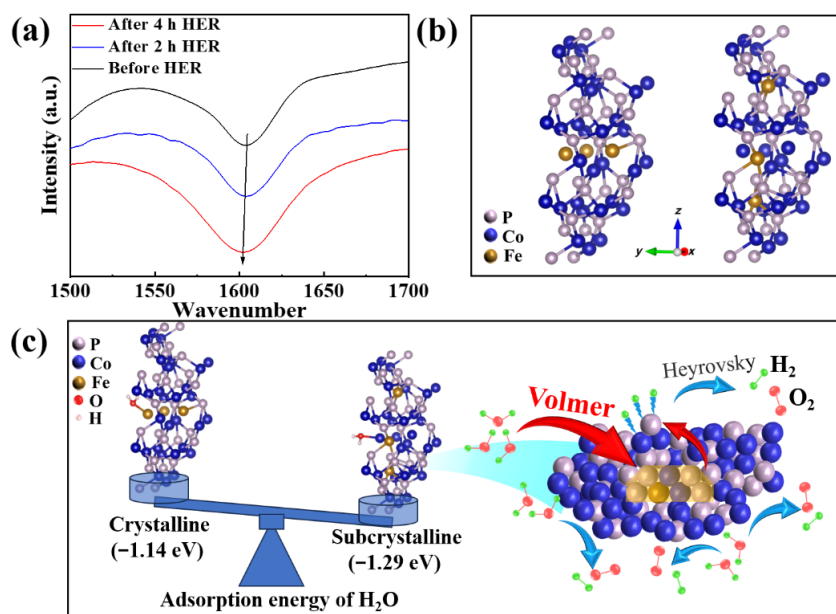 (a)
After 4 h HER
After 2 h HER
Before HER
Intensity (a.u.)
1500 1550 1600 1650 1700
Wavenumber
(b)
P
Co
Fe
z
y
x
(c)
P
Co
Fe
O
H
Crystalline
(−1.14 eV)
Subcrystalline
(−1.29 eV)
Adsorption energy of H₂O
Volmer
Heyrovsky
H₂
O₂